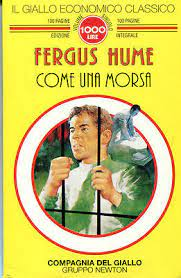 IL GIALLO ECONOMICO CLASSICO
100 PAGINE 1000 LIRE 100 PAGINE
EDIZIONE INTEGRALE
FERGUS HUME
COME UNA MORSA
COMPAGNIA DEL GIALLO
GRUPPO NEWTON